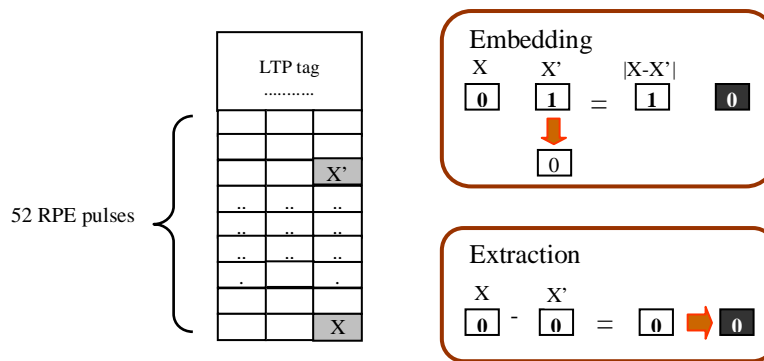 LTP tag
...........
X’
.. .. ..
.. .. ..
.. .. ..
. .
X
52 RPE pulses
Embedding
X X’ |X-X’|
0 1 = 1 0
0
Extraction
X X’
0 - 0 = 0 0